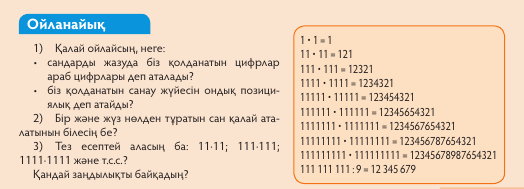 Ойланайық
1) Қалай ойлайсың, неге:
• сандарды жазуда біз қолданатын цифрлар
араб цифрлары деп аталады?
• біз қолданатын санау жүйесін ондық позици-
ялық деп атайды?
2) Бір және жүз нөлден тұратын сан қалай ата-
латынын білесің бе?
3) Тез есептей аласың ба: 11·11; 111·111;
1111·1111 және т.с.с.?
Қандай заңдылықты байқадың?
1 • 1 = 1
11 • 11 = 121
111 • 111 = 12321
1111 • 1111 = 1234321
11111 • 11111 = 123454321
111111 • 111111 = 12345654321
1111111 • 1111111 = 1234567654321
11111111 • 11111111 = 123456787654321
111111111 • 111111111 = 12345678987654321
111 111 111 : 9 = 12 345 679